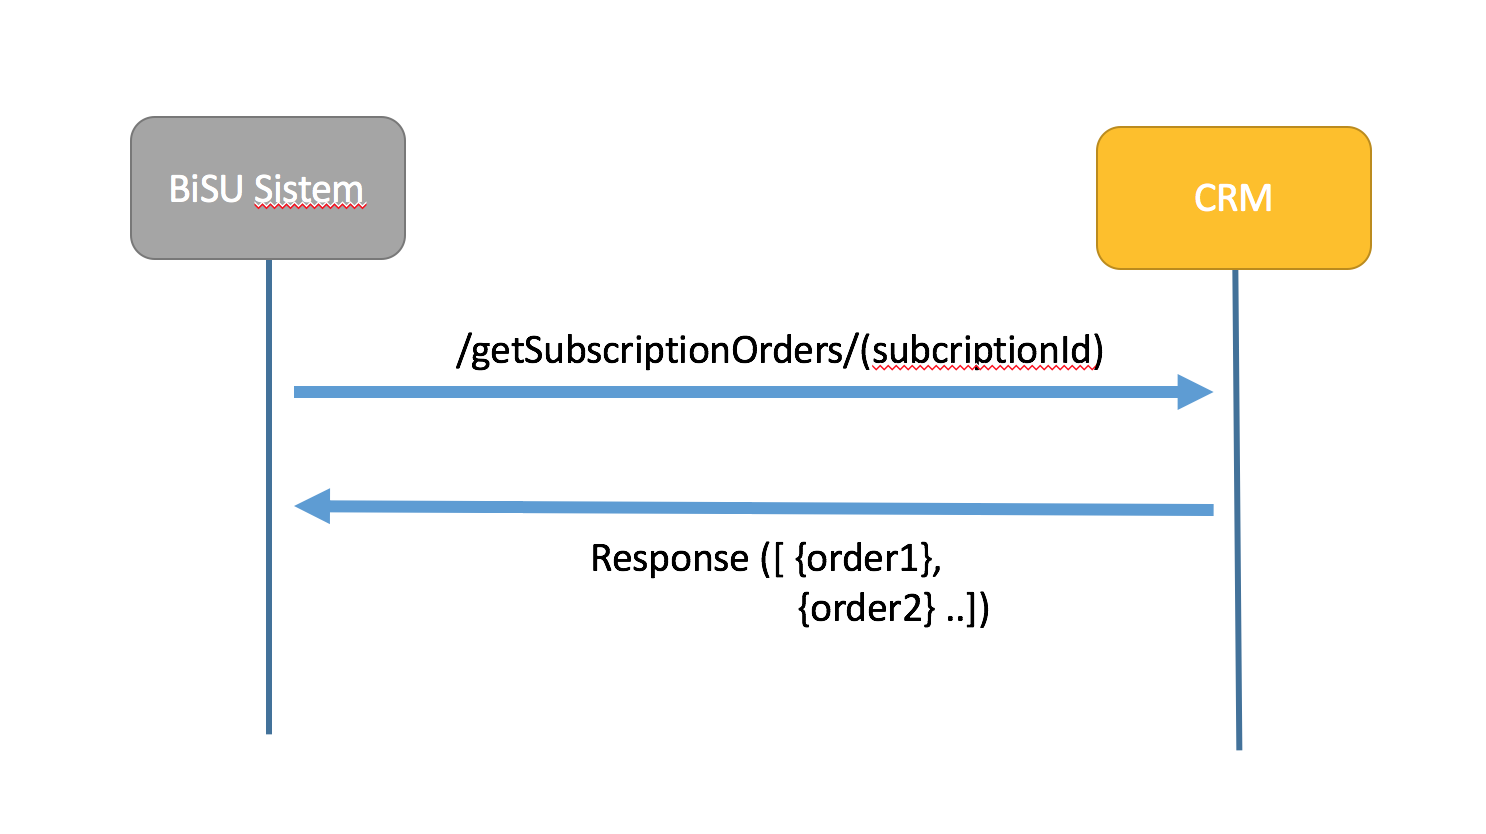 BiSU Sistem
CRM
/getSubscriptionOrders/(subcriptionId)
Response ([ {order1},
{order2} ..])